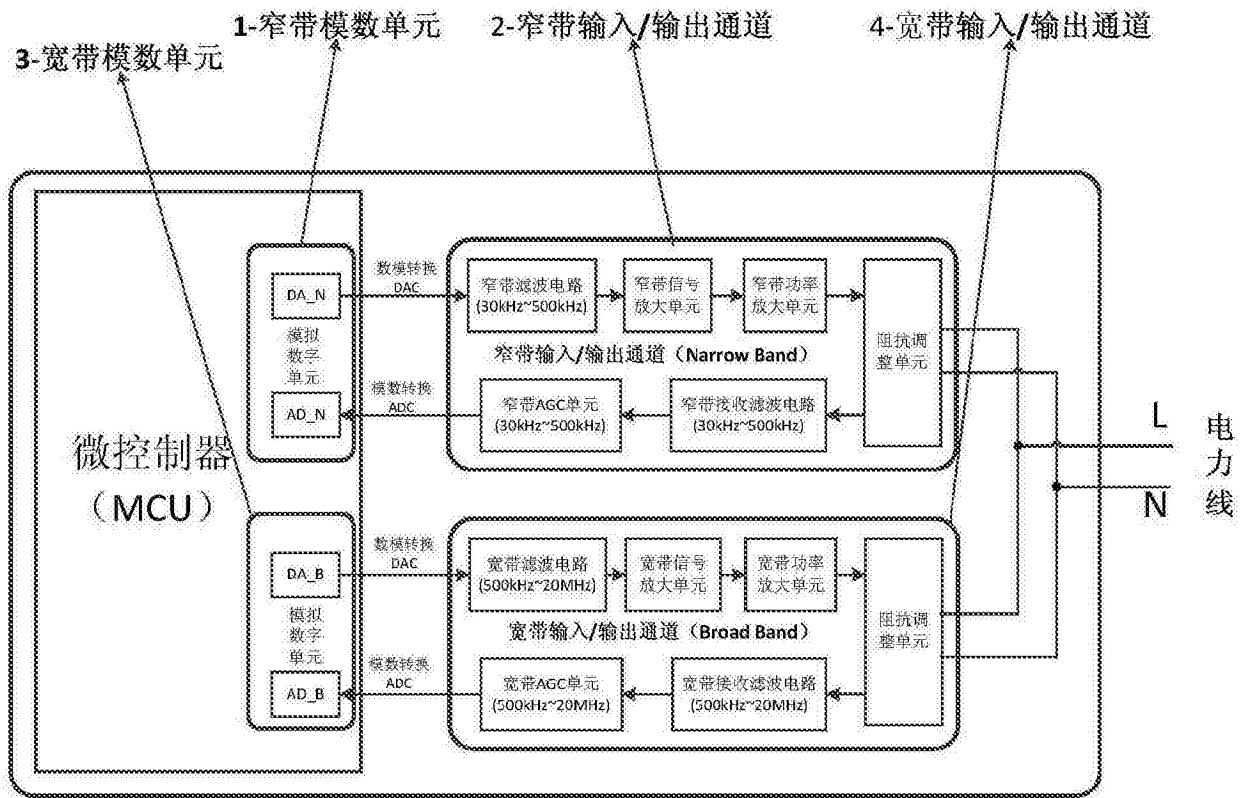 1-窄带模数单元
2-窄带输入/输出通道
4-宽带输入/输出通道
3-宽带模数单元
微控制器
（MCU）
DA_N
模拟
数字
单元
AD_N
数模转换
DAC
模数转换
ADC
窄带滤波电路
(30kHz~500kHz)
窄带信号
放大单元
窄带功率
放大单元
窄带输入/输出通道（Narrow Band）
窄带AGC单元
(30kHz~500kHz)
窄带接收滤波电路
(30kHz~500kHz)
阻抗调
整单元
L
N
电
力
线
DA_B
模拟
数字
单元
AD_B
数模转换
DAC
模数转换
ADC
宽带滤波电路
(500kHz~20MHz)
宽带信号
放大单元
宽带功率
放大单元
宽带输入/输出通道（Broad Band）
宽带AGC单元
(500kHz~20MHz)
宽带接收滤波电路
(500kHz~20MHz)
阻抗调
整单元